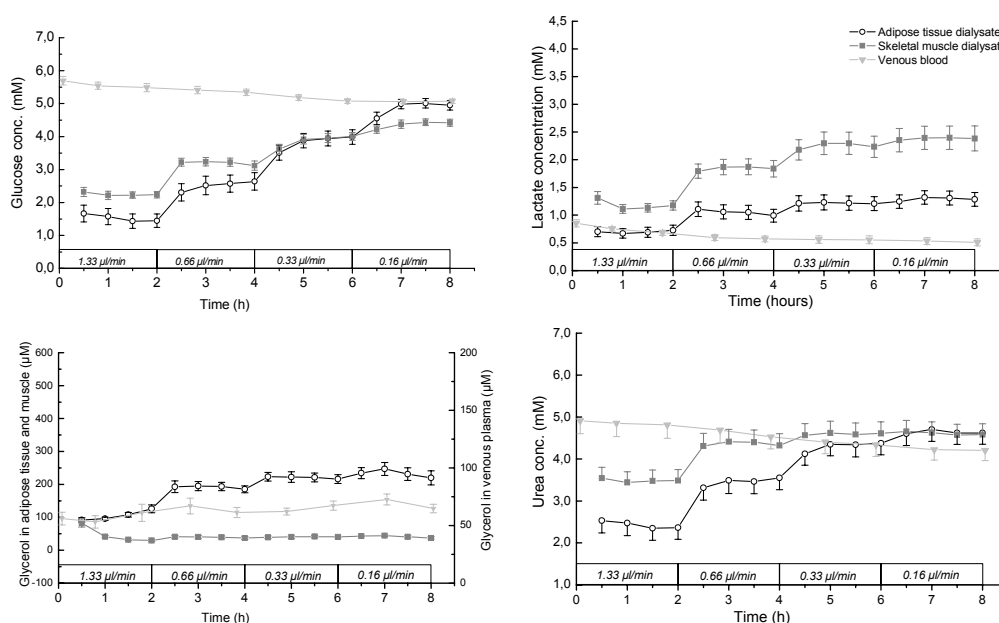 Glucose conc. (mM)
7,0
6,0
5,0
4,0
3,0
2,0
1,0
0,0
1.33 µl/min 0.66 µl/min 0.33 µl/min 0.16 µl/min
0 1 2 3 4 5 6 7 8
Time (h)
Lactate concentration (mM)
4,5
4,0
3,5
3,0
2,5
2,0
1,5
1,0
0,5
0,0
Adipose tissue dialysate
Skeletal muscle dialysat
Venous blood
1.33 µl/min 0.66 µl/min 0.33 µl/min 0.16 µl/min
0 1 2 3 4 5 6 7 8
Time (hours)
Glycerol in adipose tissue and muscle (µM)
600
500
400
300
200
100
0
-100
200
150
100
50
0
Glycerol in venous plasma (µM)
1.33 µl/min 0.66 µl/min 0.33 µl/min 0.16 µl/min
0 1 2 3 4 5 6 7 8
Time (h)
Urea conc. (mM)
7,0
6,0
5,0
4,0
3,0
2,0
1,0
1.33 µl/min 0.66 µl/min 0.33 µl/min 0.16 µl/min
0 1 2 3 4 5 6 7 8
Time (h)